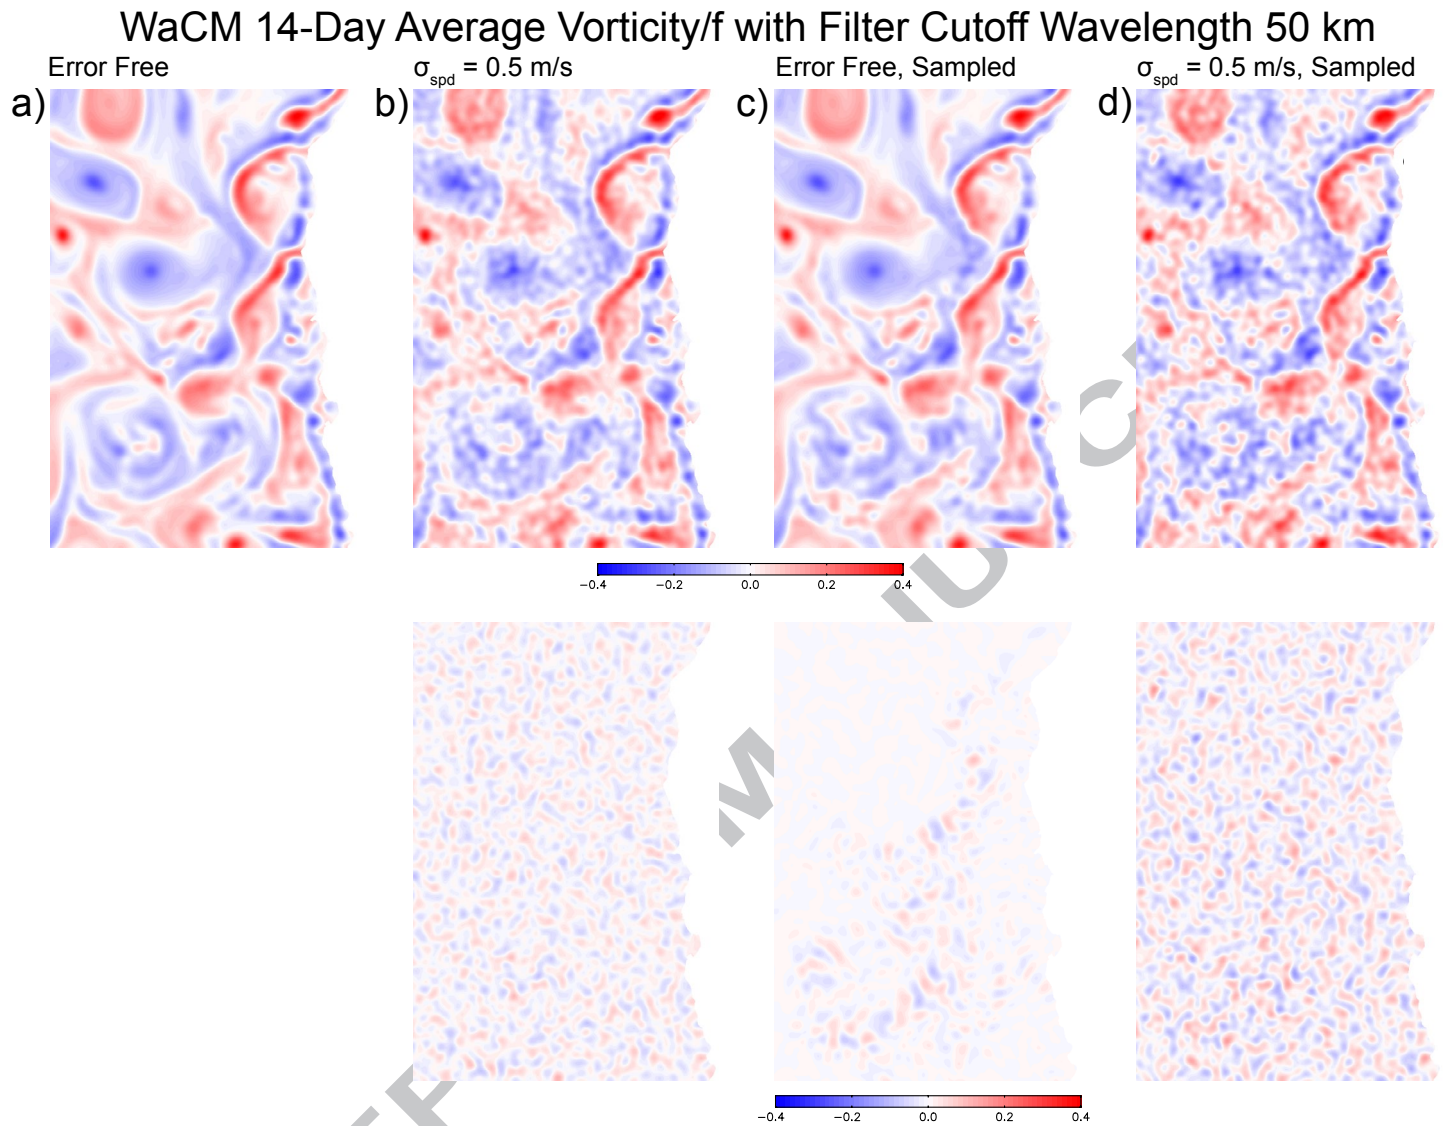 WaCM 14-Day Average Vorticity/f with Filter Cutoff Wavelength 50 km
Error Free
σspd = 0.5 m/s
Error Free, Sampled
σspd = 0.5 m/s, Sampled
a)
b)
c)
d)
−0.4 −0.2 0.0 0.2 0.4
−0.4 −0.2 0.0 0.2 0.4